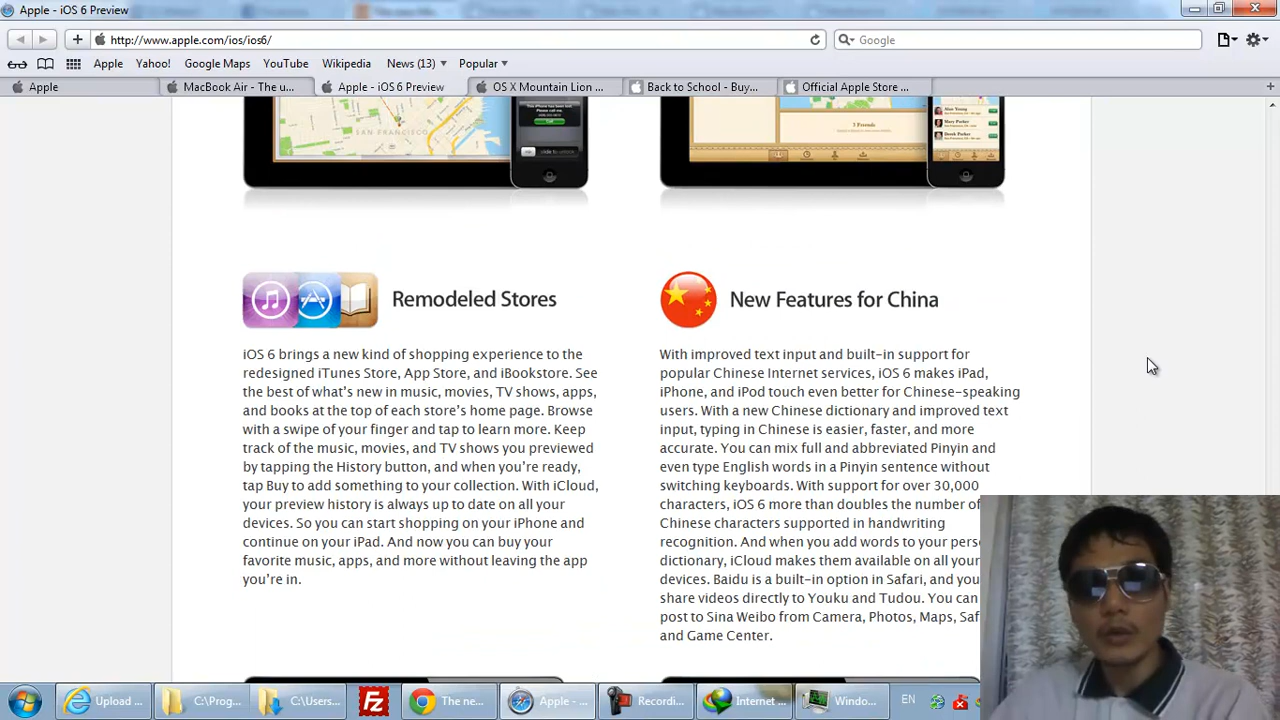 Apple - iOS 6 Preview
http://www.apple.com/ios/ios6/
Google
Apple Yahoo! Google Maps YouTube Wikipedia News (13) Popular
Apple MacBook Air - The u... Apple - iOS 6 Preview OS X Mountain Lion ... Back to School - Buy... Official Apple Store ...
SAN FRANCISCO
Remodeled Stores
iOS 6 brings a new kind of shopping experience to the
redesigned iTunes Store, App Store, and iBookstore. See
the best of what's new in music, movies, TV shows, apps,
and books at the top of each store's home page. Browse
with a swipe of your finger and tap to learn more. Keep
track of the music, movies, and TV shows you previewed
by tapping the History button, and when you're ready,
tap Buy to add something to your collection. With iCloud,
your preview history is always up to date on all your
devices. So you can start shopping on your iPhone and
continue on your iPad. And now you can buy your
favorite music, apps, and more without leaving the app
you're in.
New Features for China
With improved text input and built-in support for
popular Chinese Internet services, iOS 6 makes iPad,
iPhone, and iPod touch even better for Chinese-speaking
users. With a new Chinese dictionary and improved text
input, typing in Chinese is easier, faster, and more
accurate. You can mix full and abbreviated Pinyin and
even type English words in a Pinyin sentence without
switching keyboards. With support for over 30,000
characters, iOS 6 more than doubles the number of
Chinese characters supported in handwriting
recognition. And when you add words to your pers
dictionary, iCloud makes them available on all your
devices. Baidu is a built-in option in Safari, and you
share videos directly to Youku and Tudou. You can
post to Sina Weibo from Camera, Photos, Maps, Saf
and Game Center.
Upload ... C:\Prog... C:\Users... The ne... Apple - ... Recordi... Internet ... Windo... EN